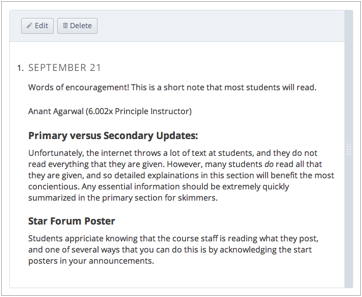 Edit Delete
1. SEPTEMBER 21
Words of encouragement! This is a short note that most students will read.
Anant Agarwal (6.002x Principle Instructor)
Primary versus Secondary Updates:
Unfortunately, the internet throws a lot of text at students, and they do not
read everything that they are given. However, many students do read all that
they are given, and so detailed explainations in this section will benefit the most
concientious. Any essential information should be extremely quickly
summarized in the primary section for skimmers.
Star Forum Poster
Students appriciate knowing that the course staff is reading what they post,
and one of several ways that you can do this is by acknowledging the start
posters in your announcements.